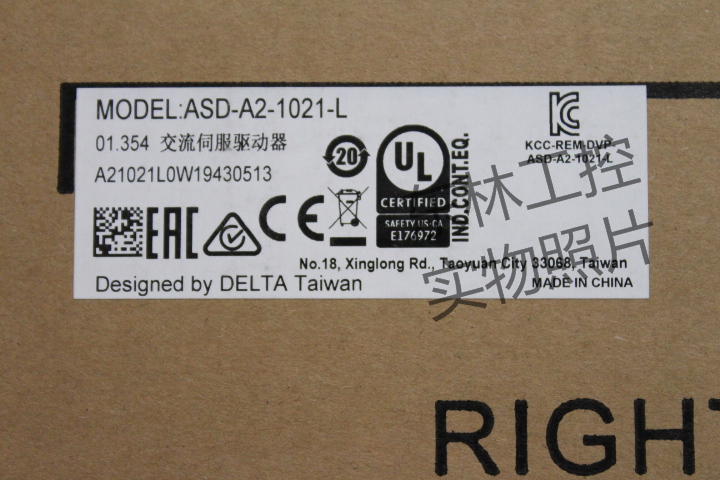 MODEL:ASD-A2-1021-L
01.354 交流伺服驱动器
A21021L0W19430513
20
UL
CERTIFIED
SAFETY US-CA
E176972
IND.CONT.EQ.
KC
KCC-REM-DVP-
ASD-A2-1021-L
EAC
CE
No.18, Xinglong Rd., Taoyuan City 33068, Taiwan
Designed by DELTA Taiwan
MADE IN CHINA
林工控
实物照片
RIGHT